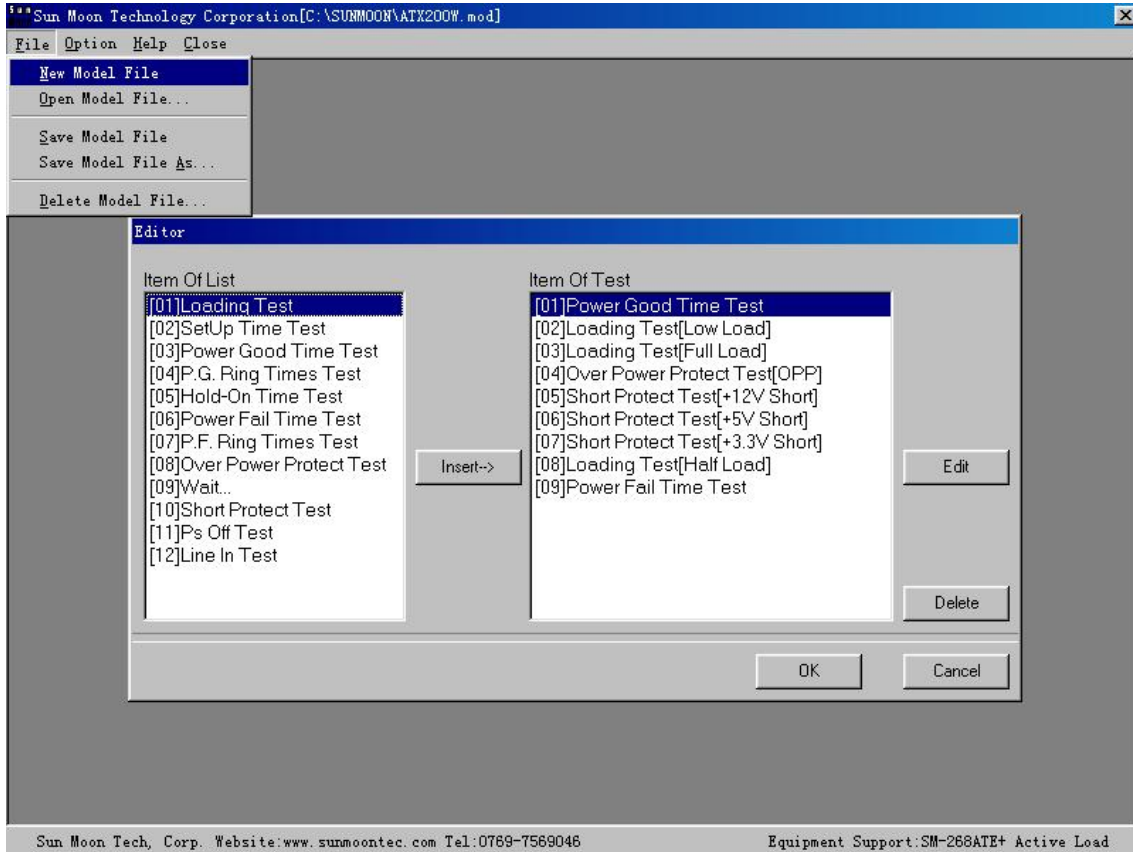 Sun Moon Technology Corporation[C:\SUNMOON\ATX200W.mod]
File Option Help Close
New Model File
Open Model File...
Save Model File
Save Model File As...
Delete Model File...
Editor
Item Of List
[01]Loading Test
[02]SetUp Time Test
[03]Power Good Time Test
[04]P.G. Ring Times Test
[05]Hold-On Time Test
[06]Power Fail Time Test
[07]P.F. Ring Times Test
[08]Over Power Protect Test
[09]Wait...
[10]Short Protect Test
[11]Ps Off Test
[12]Line In Test
Insert-->
Item Of Test
[01]Power Good Time Test
[02]Loading Test[Low Load]
[03]Loading Test[Full Load]
[04]Over Power Protect Test[OPP]
[05]Short Protect Test[+12V Short]
[06]Short Protect Test[+5V Short]
[07]Short Protect Test[+3.3V Short]
[08]Loading Test[Half Load]
[09]Power Fail Time Test
Edit
Delete
OK
Cancel
Sun Moon Tech, Corp. Website:www.sunmoontec.com Tel:0769-7569046
Equipment Support:SM-268ATE+ Active Load